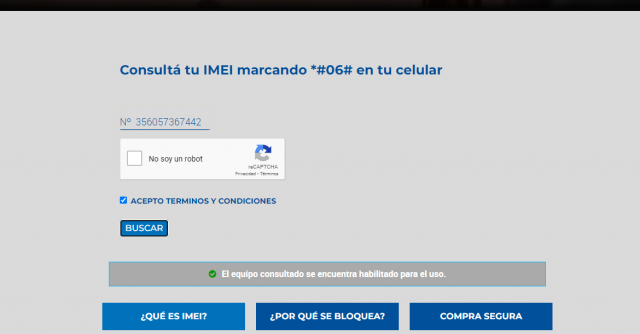 Consultá tu IMEI marcando *#06# en tu celular
Nº 356057367442
No soy un robot
reCAPTCHA
Privacidad - Términos
ACEPTO TERMINOS Y CONDICIONES
BUSCAR
El equipo consultado se encuentra habilitado para el uso.
¿QUÉ ES IMEI?
¿POR QUÉ SE BLOQUEA?
COMPRA SEGURA